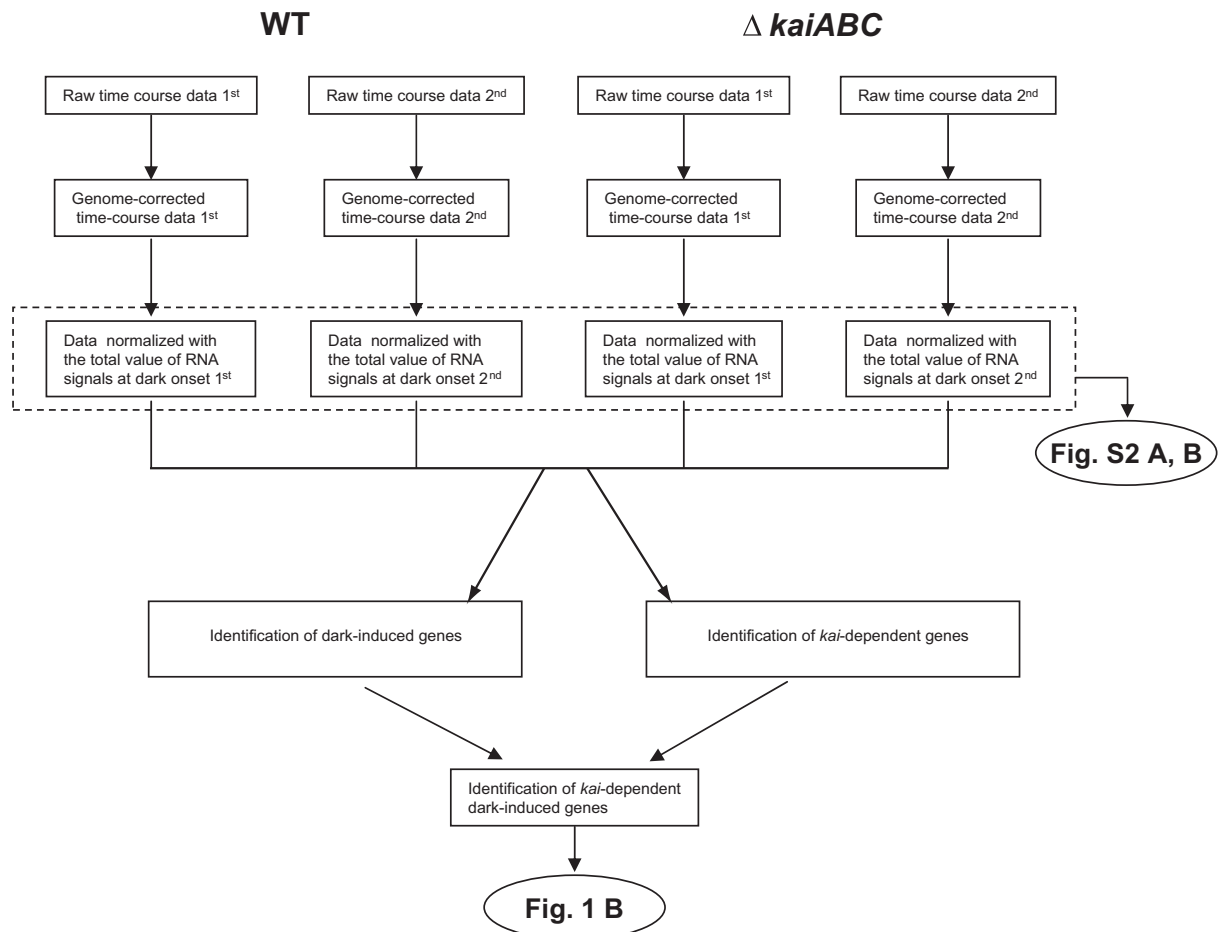 WT
Δ kaiABC
Raw time course data 1st
Raw time course data 2nd
Raw time course data 1st
Raw time course data 2nd
Genome-corrected
time-course data 1st
Genome-corrected
time-course data 2nd
Genome-corrected
time-course data 1st
Genome-corrected
time-course data 2nd
Data normalized with
the total value of RNA
signals at dark onset 1st
Data normalized with
the total value of RNA
signals at dark onset 2nd
Data normalized with
the total value of RNA
signals at dark onset 1st
Data normalized with
the total value of RNA
signals at dark onset 2nd
Fig. S2 A, B
Identification of dark-induced genes
Identification of kai-dependent genes
Identification of kai-dependent
dark-induced genes
Fig. 1 B